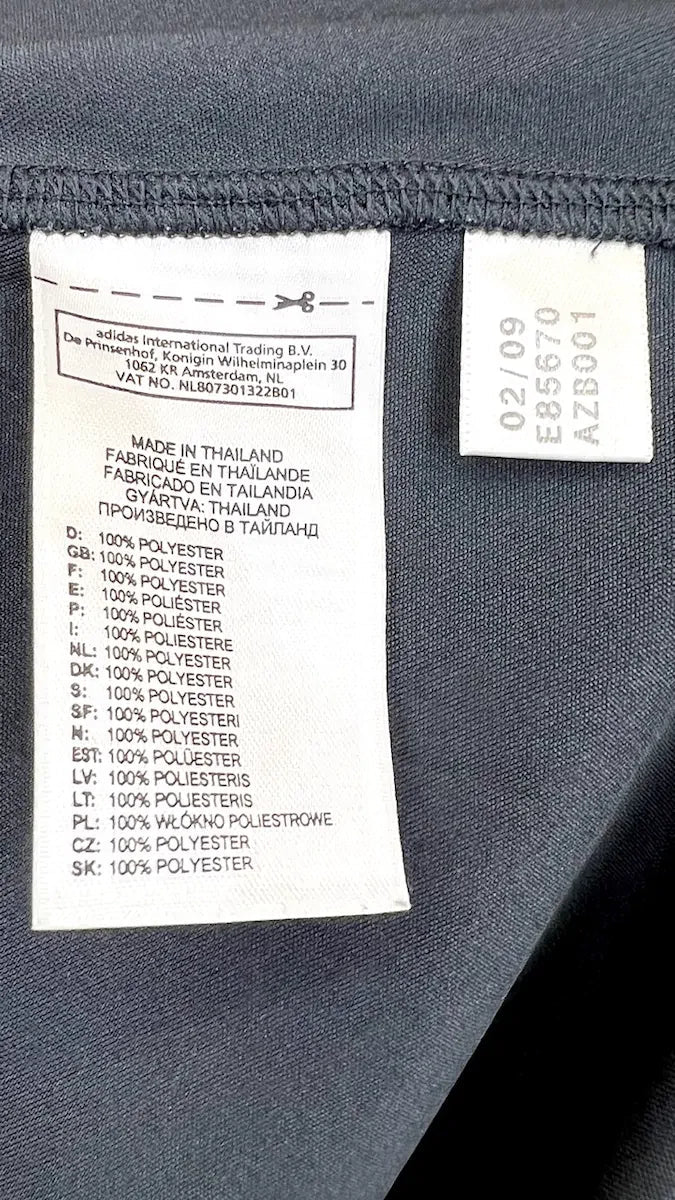 adidas International Trading B.V.
De Prinsenhof, Konigin Wilhelminaplein 30
1062 KR Amsterdam, NL
VAT NO. NL807301322B01
MADE IN THAILAND
FABRIQUÉ EN THAÏLANDE
FABRICADO EN TAILANDIA
GYÁRTVA: THAILAND
ПРОИЗВЕДЕНО В ТАЙЛАНД
D: 100% POLYESTER
GB: 100% POLYESTER
F: 100% POLYESTER
E: 100% POLIÉSTER
P: 100% POLIÉSTER
I: 100% POLIESTERE
NL: 100% POLYESTER
DK: 100% POLYESTER
S: 100% POLYESTER
SF: 100% POLYESTERI
N: 100% POLYESTER
EST: 100% POLÜESTER
LV: 100% POLIESTERIS
LT: 100% POLIESTERIS
PL: 100% WŁÓKNO POLIESTROWE
CZ: 100% POLYESTER
SK: 100% POLYESTER
02/09
E85670
AZB001